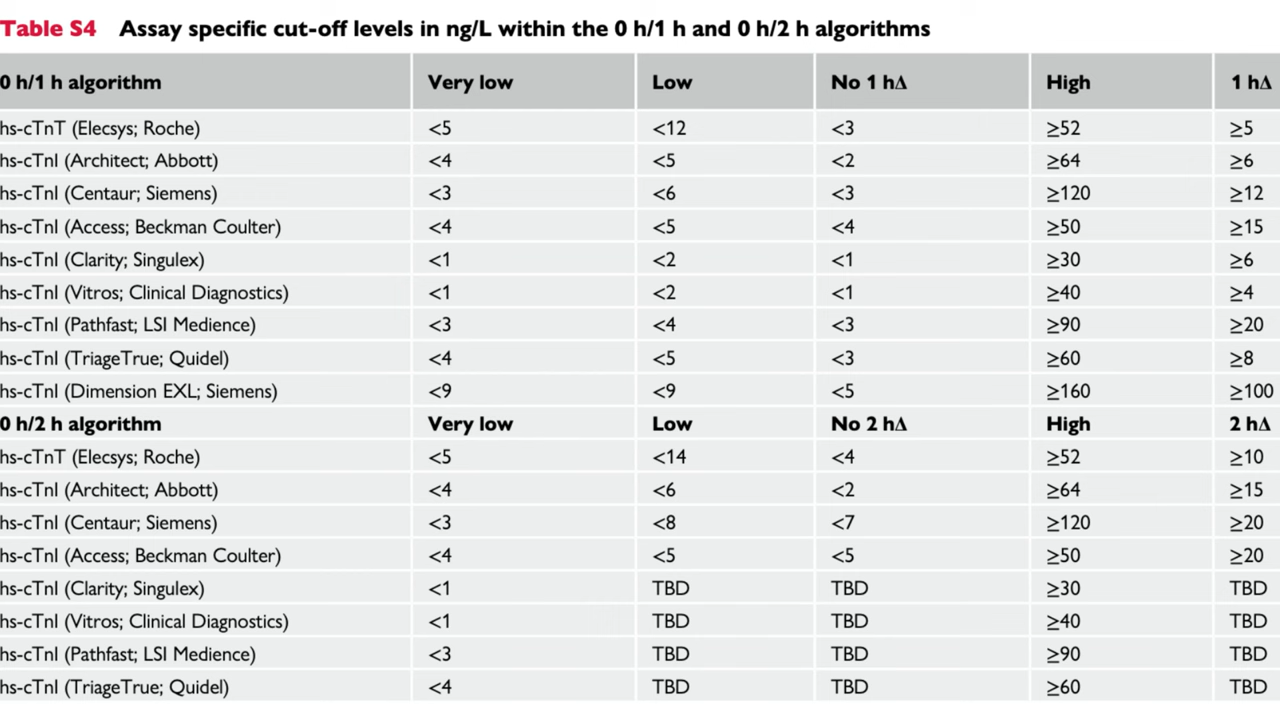 Table S4 Assay specific cut-off levels in ng/L within the 0 h/1 h and 0 h/2 h algorithms
0 h/1 h algorithm Very low Low No 1 hΔ High 1 hΔ
hs-cTnT (Elecsys; Roche) <5 <12 <3 ≥52 ≥5
hs-cTnI (Architect; Abbott) <4 <5 <2 ≥64 ≥6
hs-cTnI (Centaur; Siemens) <3 <6 <3 ≥120 ≥12
hs-cTnI (Access; Beckman Coulter) <4 <5 <4 ≥50 ≥15
hs-cTnI (Clarity; Singulex) <1 <2 <1 ≥30 ≥6
hs-cTnI (Vitros; Clinical Diagnostics) <1 <2 <1 ≥40 ≥4
hs-cTnI (Pathfast; LSI Medience) <3 <4 <3 ≥90 ≥20
hs-cTnI (TriageTrue; Quidel) <4 <5 <3 ≥60 ≥8
hs-cTnI (Dimension EXL; Siemens) <9 <9 <5 ≥160 ≥100
0 h/2 h algorithm Very low Low No 2 hΔ High 2 hΔ
hs-cTnT (Elecsys; Roche) <5 <14 <4 ≥52 ≥10
hs-cTnI (Architect; Abbott) <4 <6 <2 ≥64 ≥15
hs-cTnI (Centaur; Siemens) <3 <8 <7 ≥120 ≥20
hs-cTnI (Access; Beckman Coulter) <4 <5 <5 ≥50 ≥20
hs-cTnI (Clarity; Singulex) <1 TBD TBD ≥30 TBD
hs-cTnI (Vitros; Clinical Diagnostics) <1 TBD TBD ≥40 TBD
hs-cTnI (Pathfast; LSI Medience) <3 TBD TBD ≥90 TBD
hs-cTnI (TriageTrue; Quidel) <4 TBD TBD ≥60 TBD